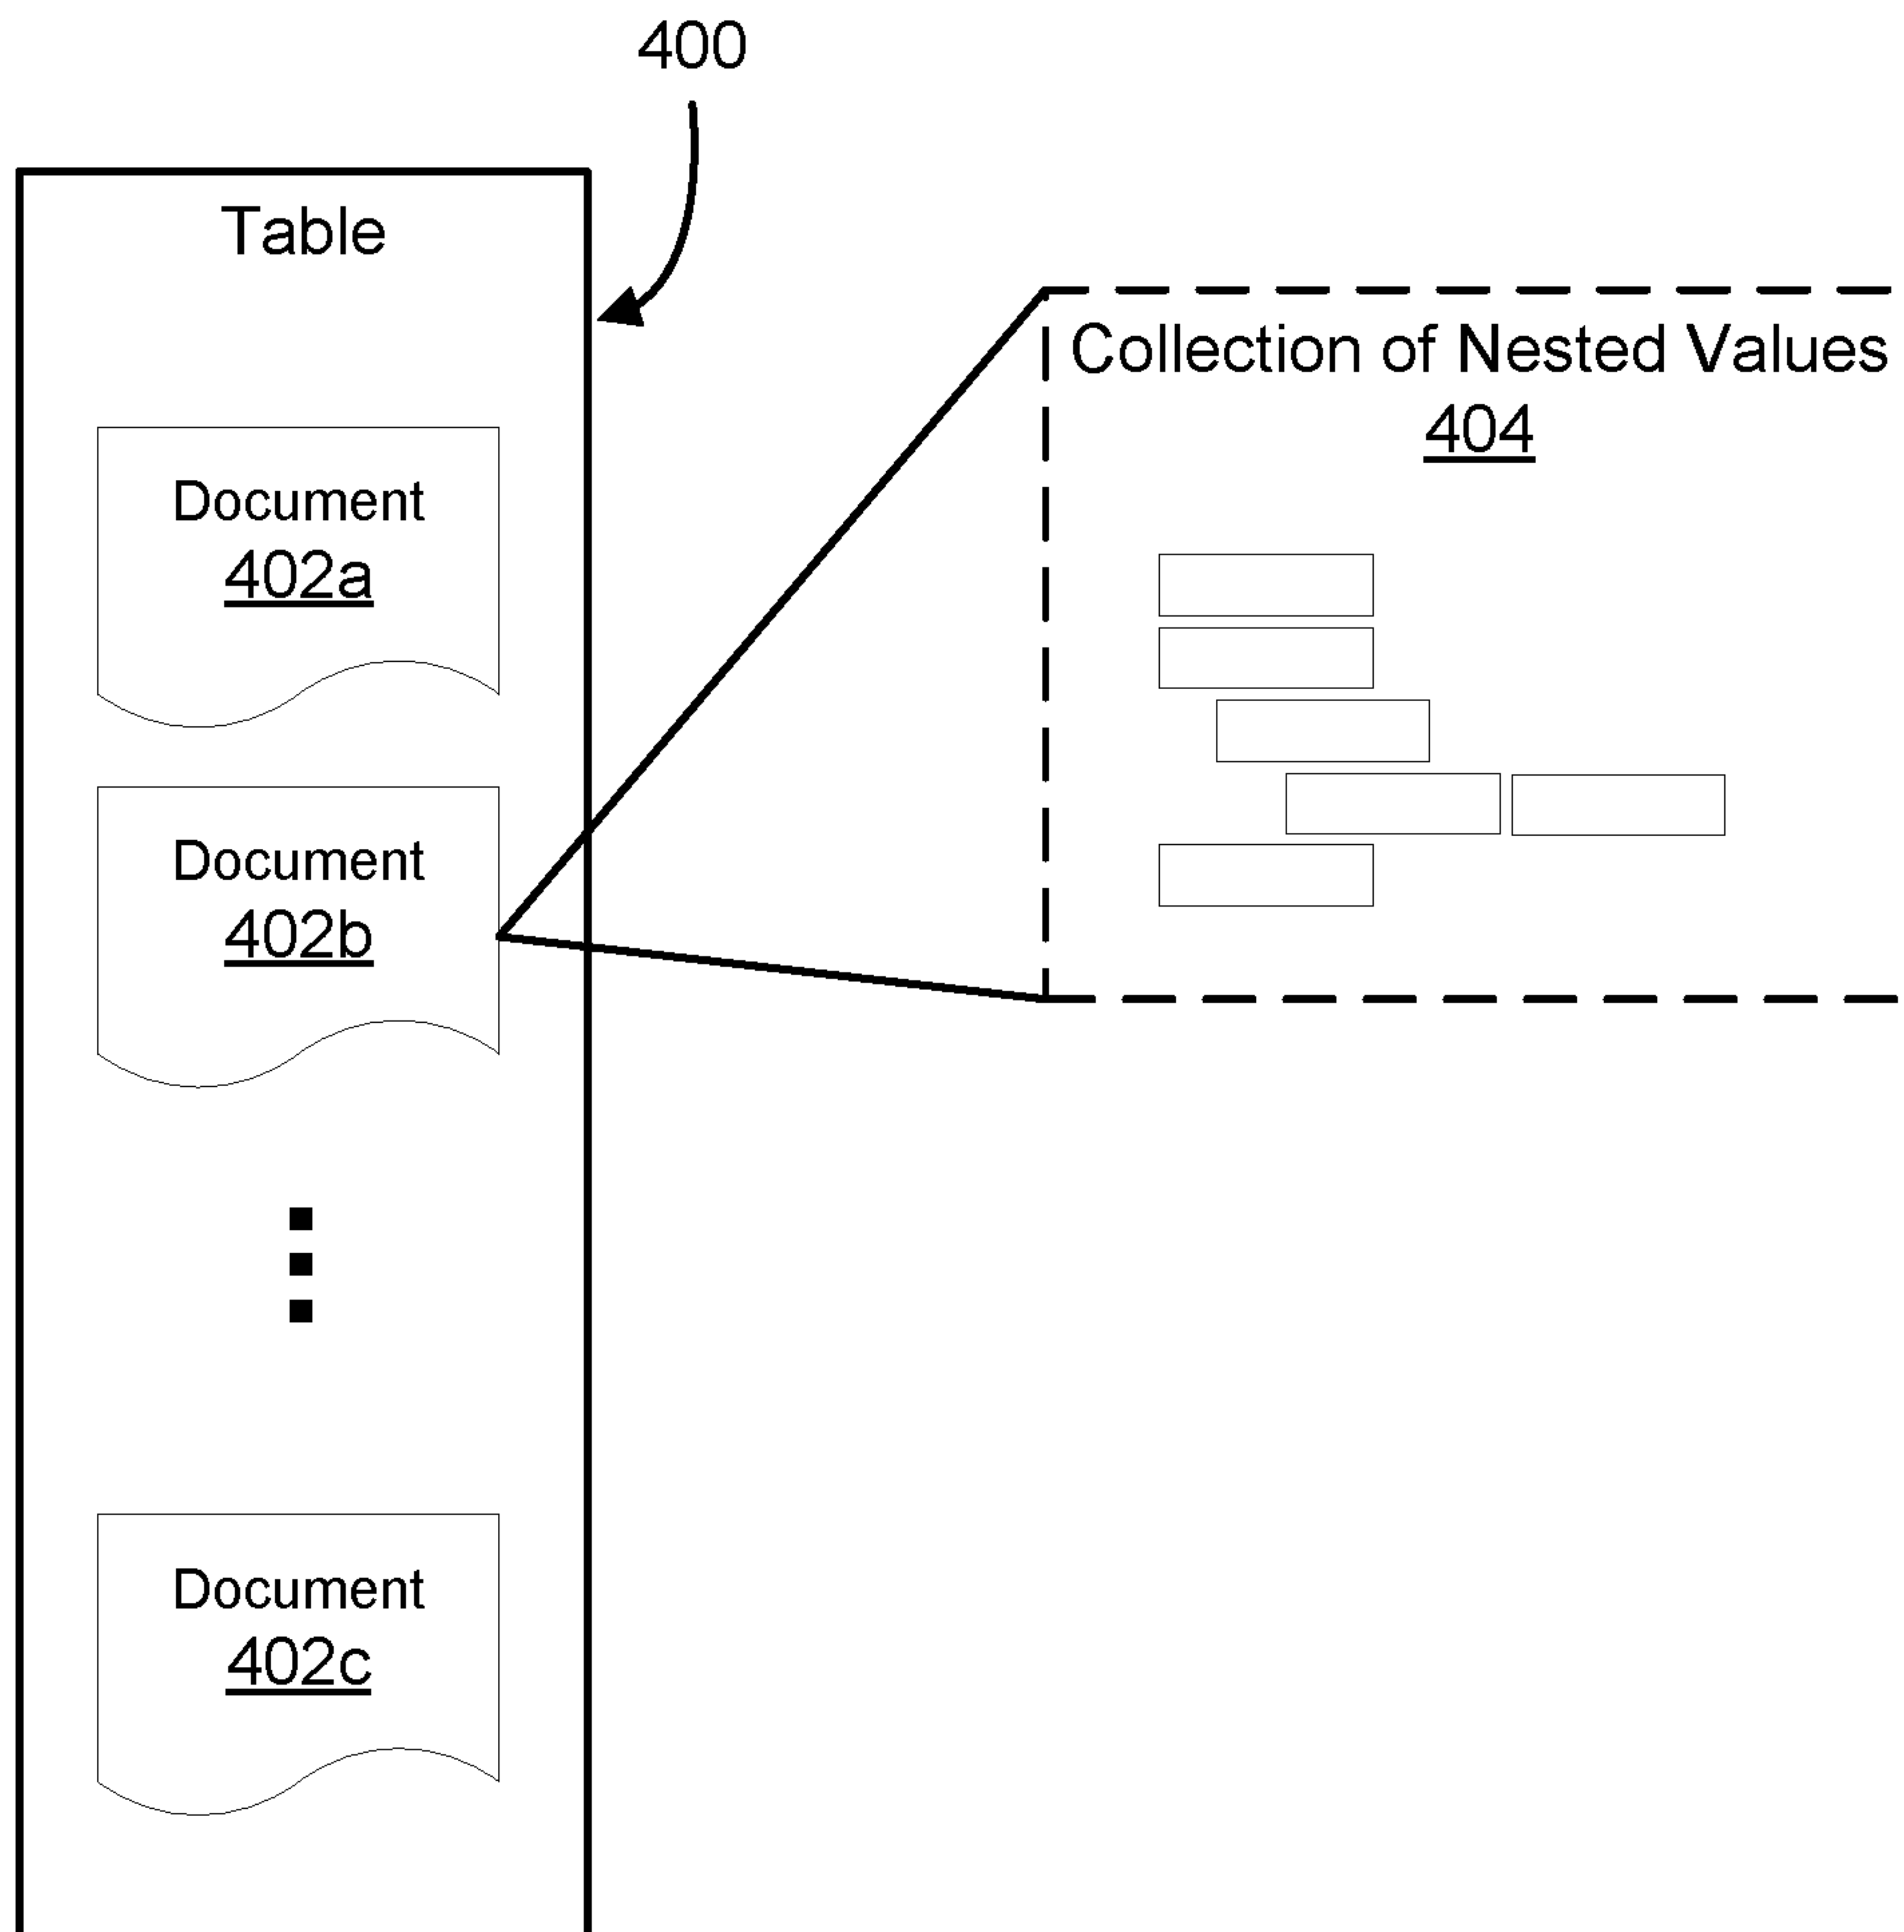 400
Table
Collection of Nested Values
404
Document
402a
Document
402b
Document
402c